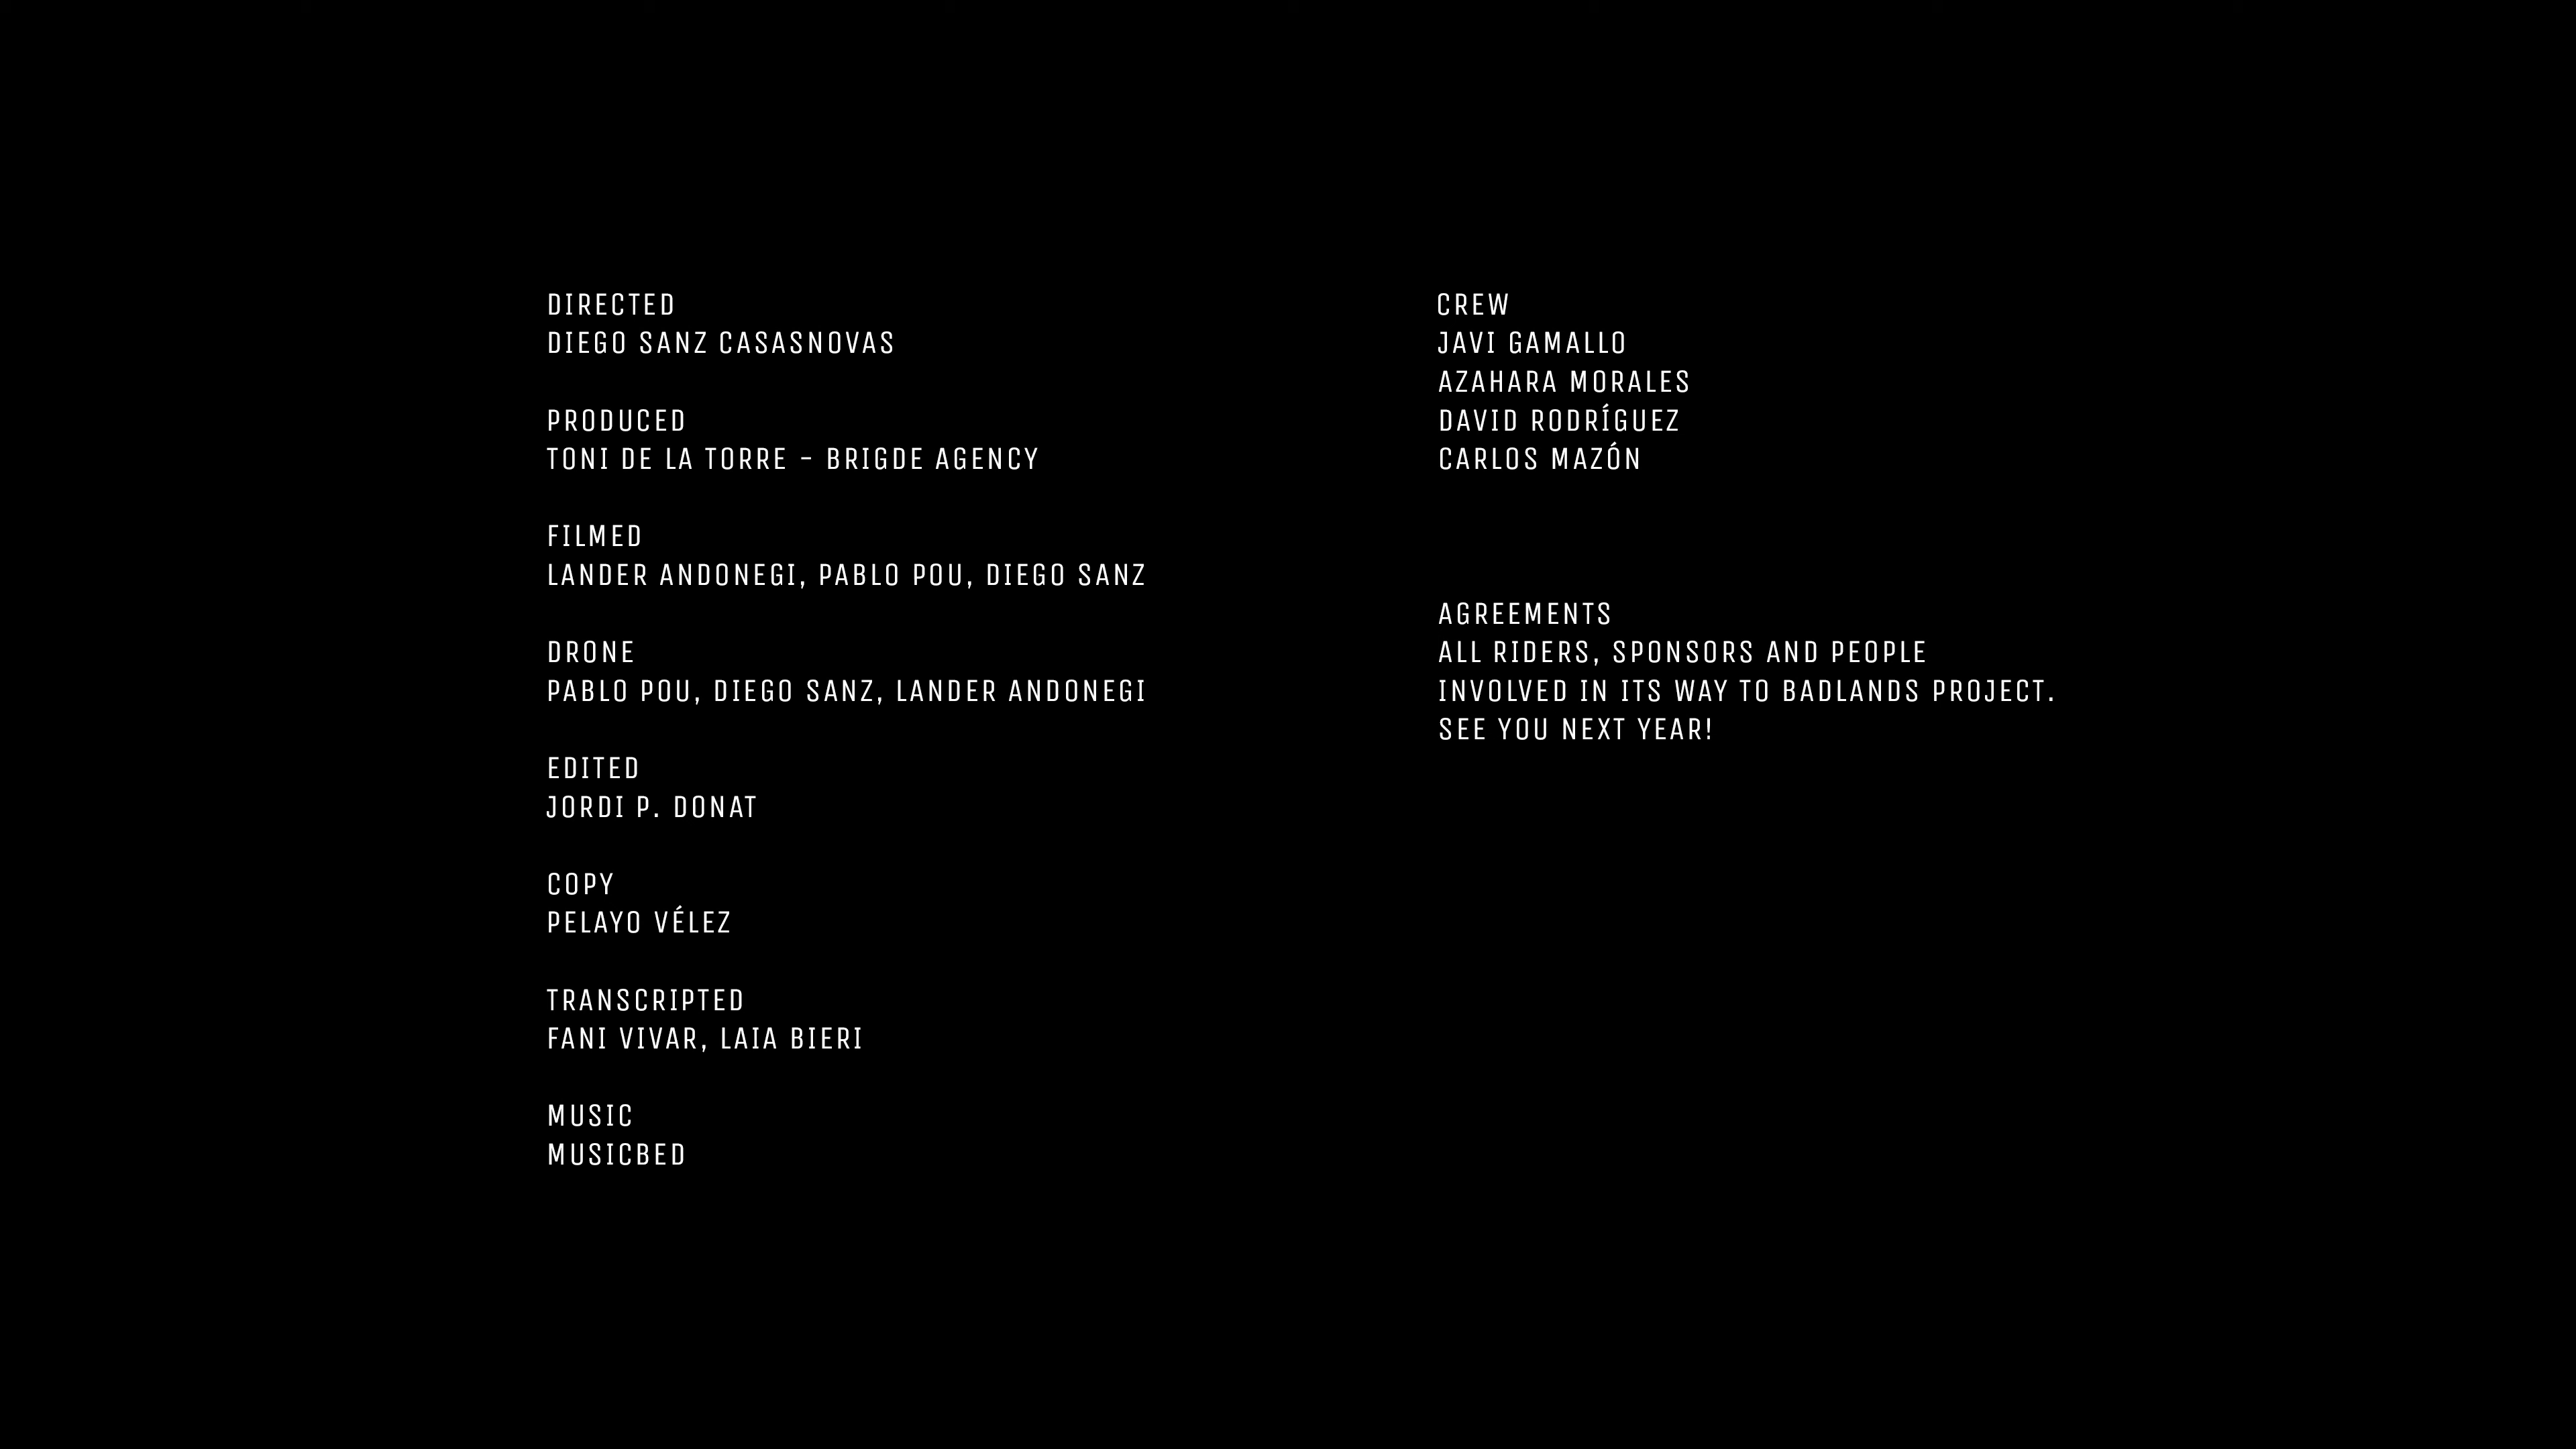 DIRECTED
DIEGO SANZ CASASNOVAS
PRODUCED
TONI DE LA TORRE - BRIGDE AGENCY
FILMED
LANDER ANDONEGI, PABLO POU, DIEGO SANZ
DRONE
PABLO POU, DIEGO SANZ, LANDER ANDONEGI
EDITED
JORDI P. DONAT
COPY
PELAYO VÉLEZ
TRANSCRIPTED
FANI VIVAR, LAIA BIERI
MUSIC
MUSICBED
CREW
JAVI GAMALLO
AZAHARA MORALES
DAVID RODRÍGUEZ
CARLOS MAZÓN
AGREEMENTS
ALL RIDERS, SPONSORS AND PEOPLE
INVOLVED IN ITS WAY TO BADLANDS PROJECT.
SEE YOU NEXT YEAR!